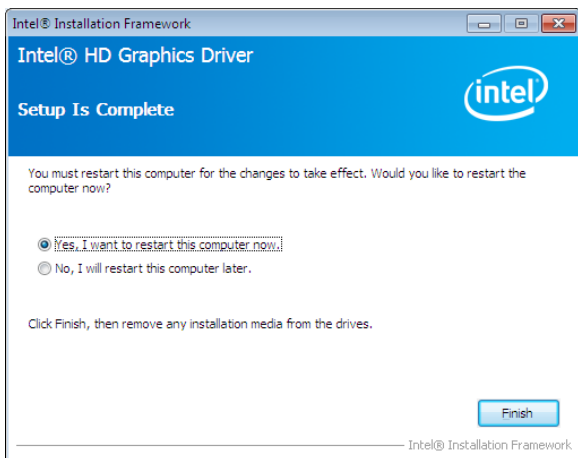 Intel® Installation Framework
Intel® HD Graphics Driver
intel
Setup Is Complete
You must restart this computer for the changes to take effect. Would you like to restart the
computer now?
Yes, I want to restart this computer now.
No, I will restart this computer later.
Click Finish, then remove any installation media from the drives.
Finish
Intel® Installation Framework